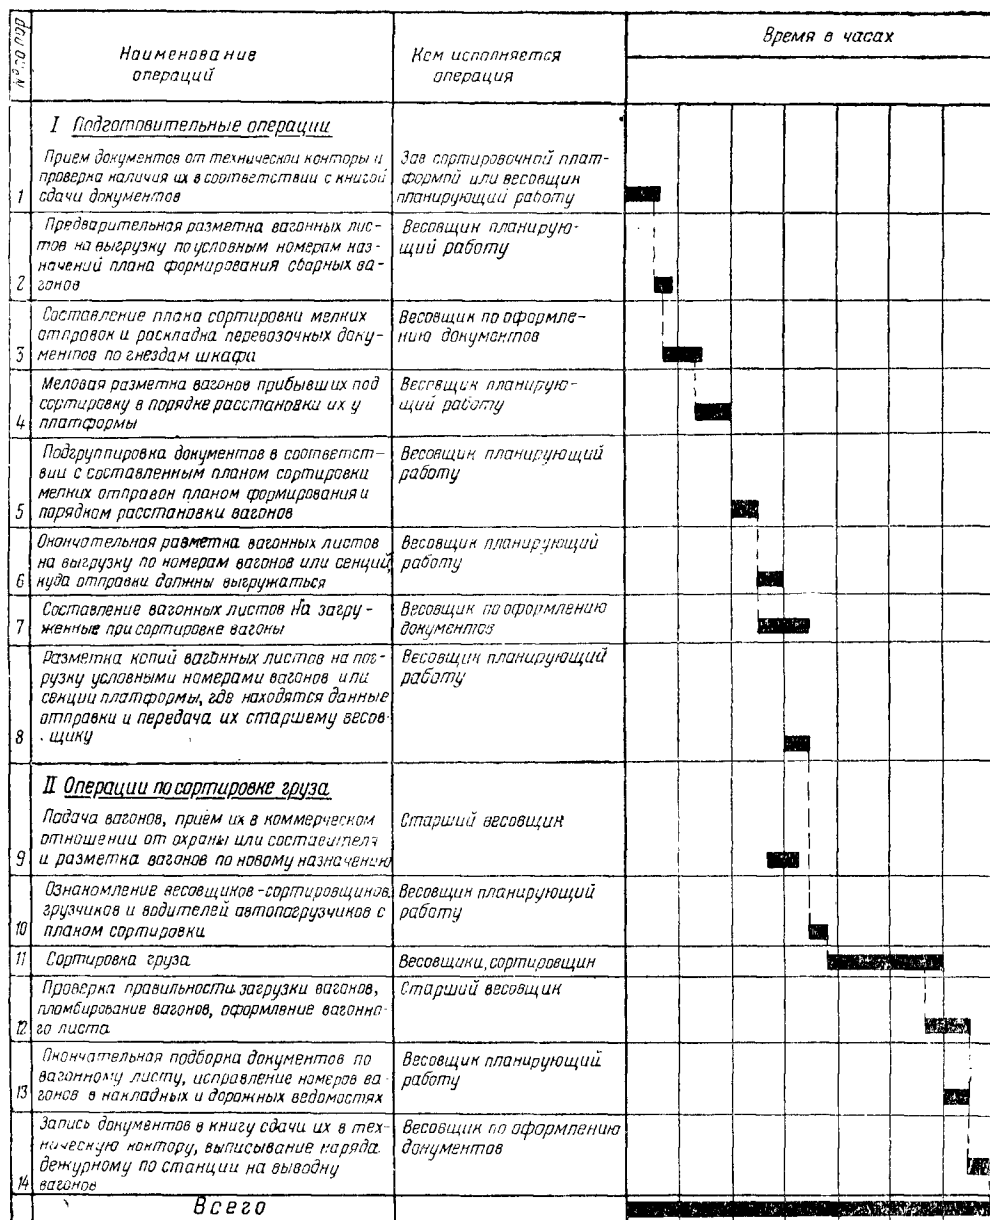 №№ операций
Наименование
операций
Кем исполняется
операция
Время в часах
I Подготовительные операции
1
Прием документов от технической конторы и
проверка наличия их в соответствии с книгой
сдачи документов
Зав сортировочной плат-
формой или весовщик
планирующий работу
2
Предварительная разметка вагонных лис-
тов на выгрузку по условным номерам наз-
начений плана формирования сборных ва-
гонов
Весовщик планирую-
щий работу
3
Составление плана сортировки мелких
отправок и раскладка перевозочных доку-
ментов по гнездам шкафа
Весовщик по оформле-
нию документов
4
Меловая разметка вагонов прибывших под
сортировку в порядке расстановки их у
платформы
Весовщик планирую-
щий работу
5
Подгруппировка документов в соответст-
вии с составленным планом сортировки
мелких отправок планом формирования и
порядком расстановки вагонов
Весовщик планирующий
работу
6
Окончательная разметка вагонных листов
на выгрузку по номерам вагонов или секций,
куда отправки должны выгружаться
Весовщик планирующий
работу
7
Составление вагонных листов на загру-
женные при сортировке вагоны
Весовщик по оформлению
документов
8
Разметка копий вагонных листов на пог-
рузку условными номерами вагонов или
секции платформы, где находятся данные
отправки и передача их старшему весов-
щику
Весовщик планирующий
работу
II Операции по сортировке груза
9
Подача вагонов, прием их в коммерческом
отношении от охраны или составителя
и разметка вагонов по новому назначению
Старший весовщик
10
Ознакомление весовщиков-сортировщиков,
грузчиков и водителей автопогрузчиков с
планом сортировки
Весовщик планирующий
работу
11
Сортировка груза
Весовщики, сортировщик
12
Проверка правильности загрузки вагонов,
пломбирование вагонов, оформление вагонно-
го листа
Старший весовщик
13
Окончательная подборка документов по
вагонному листу, исправление номеров ва-
гонов в накладных и дорожных ведомостях
Весовщик планирующий
работу
14
Запись документов в книгу сдачи их в тех-
ническую контору, выписывание наряда
дежурному по станции на выводку
вагонов
Весовщик по оформлению
документов
Всего